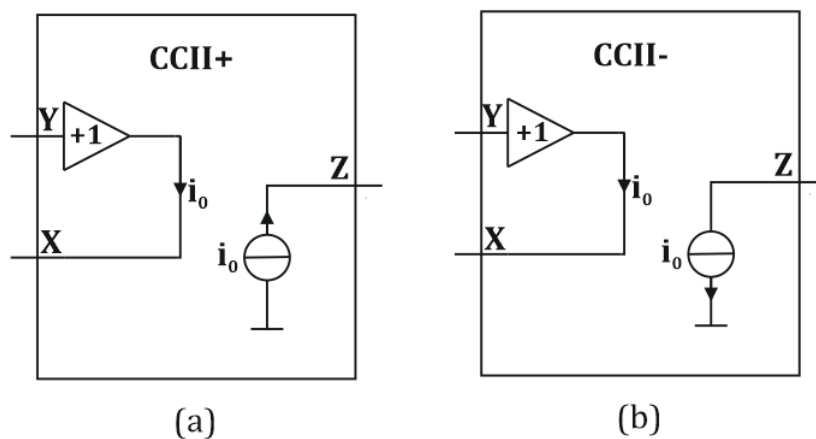 CCII+
Y
+1
Z
i₀
X
i₀
(a)
CCII-
Y
+1
Z
i₀
X
i₀
(b)